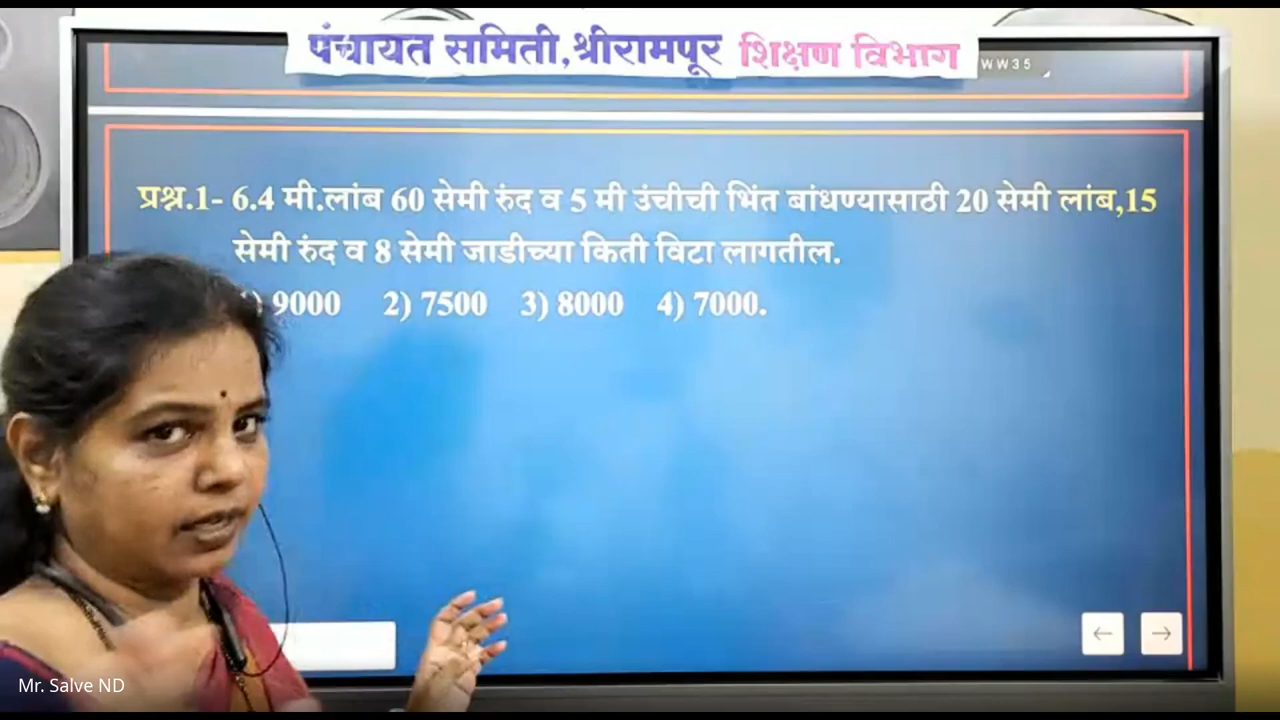 पंचायत समिती,श्रीरामपूर शिक्षण विभाग
WW35
प्रश्न.1- 6.4 मी.लांब 60 सेमी रुंद व 5 मी उंचीची भिंत बांधण्यासाठी 20 सेमी लांब,15
सेमी रुंद व 8 सेमी जाडीच्या किती विटा लागतील.
) 9000 2) 7500 3) 8000 4) 7000.
Mr. Salve ND